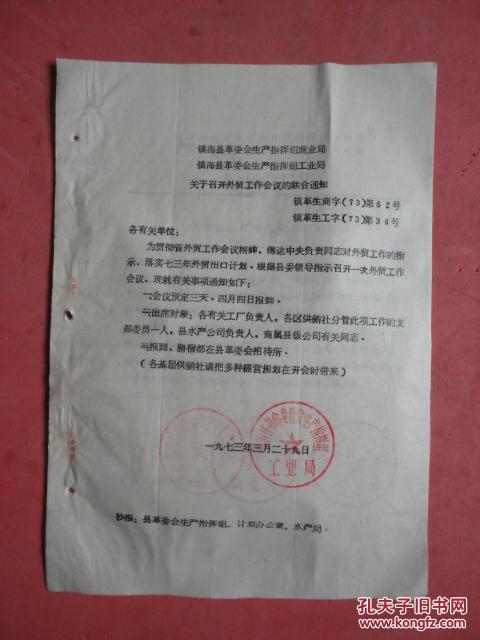 镇海县革委会生产指挥组商业局
镇海县革委会生产指挥组工业局
关于召开外贸工作会议的联合通知
镇革生商字(73)第52号
镇革生工字(73)第36号
各有关单位：
为贯彻省外贸工作会议精神，传达中央负责同志对外贸工作的指
示，落实七三年外贸出口计划，根据县委领导指示召开一次外贸工作
会议，现就有关事项通知如下：
一、会议预定三天，四月四日报到。
二、出席对象：各有关工厂负责人，各区供销社分管此项工作的支
部委员一人，县水产公司负责人，商属县级公司有关同志。
三、报到、膳宿都在县革委会招待所。
(各基层供销社请把多种经营规划在开会时带来)
一九七三年三月二十九日
工业局
抄报：县革委会生产指挥组、计划办公室、水产局。
孔夫子旧书网
www.kongfz.com